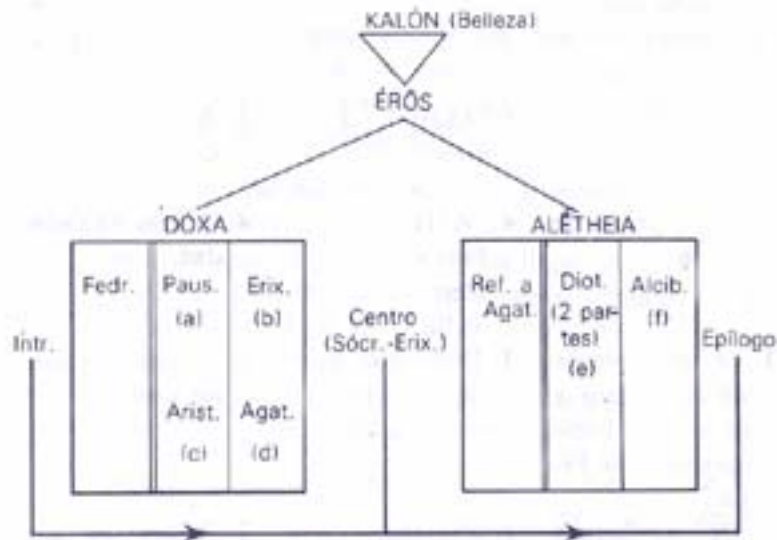 KALÓN (Belleza)
ÉRŌS
DÓXA
ALÉTHEIA
Fedr.
Paus.
(a)
Erix.
(b)
Arist.
(c)
Agat.
(d)
Intr.
Centro
(Sócr.-Erix.)
Ref. a
Agat.
Diot.
(2 par-
tes)
(e)
Alcib.
(f)
Epílogo